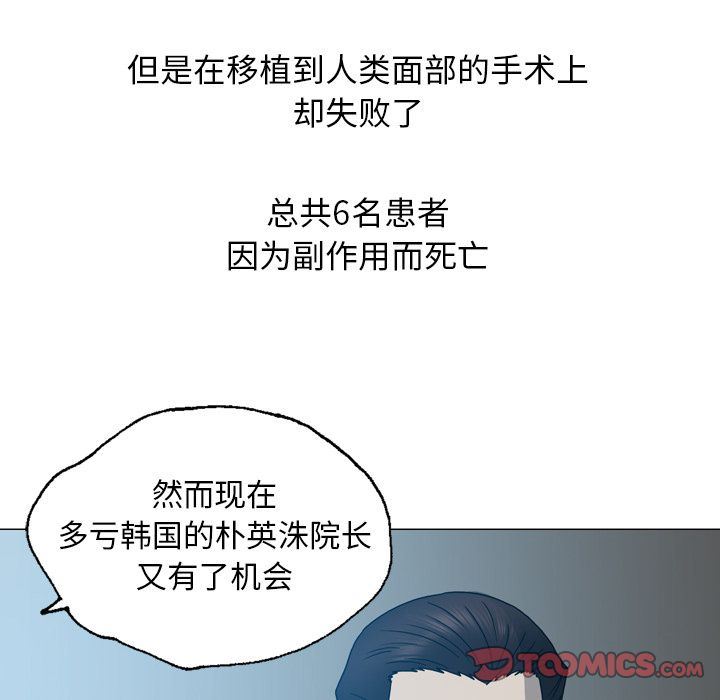 但是在移植到人类面部的手术上
却失败了
总共6名患者
因为副作用而死亡
然而现在
多亏韩国的朴英洙院长
又有了机会
TOOMICS.COM